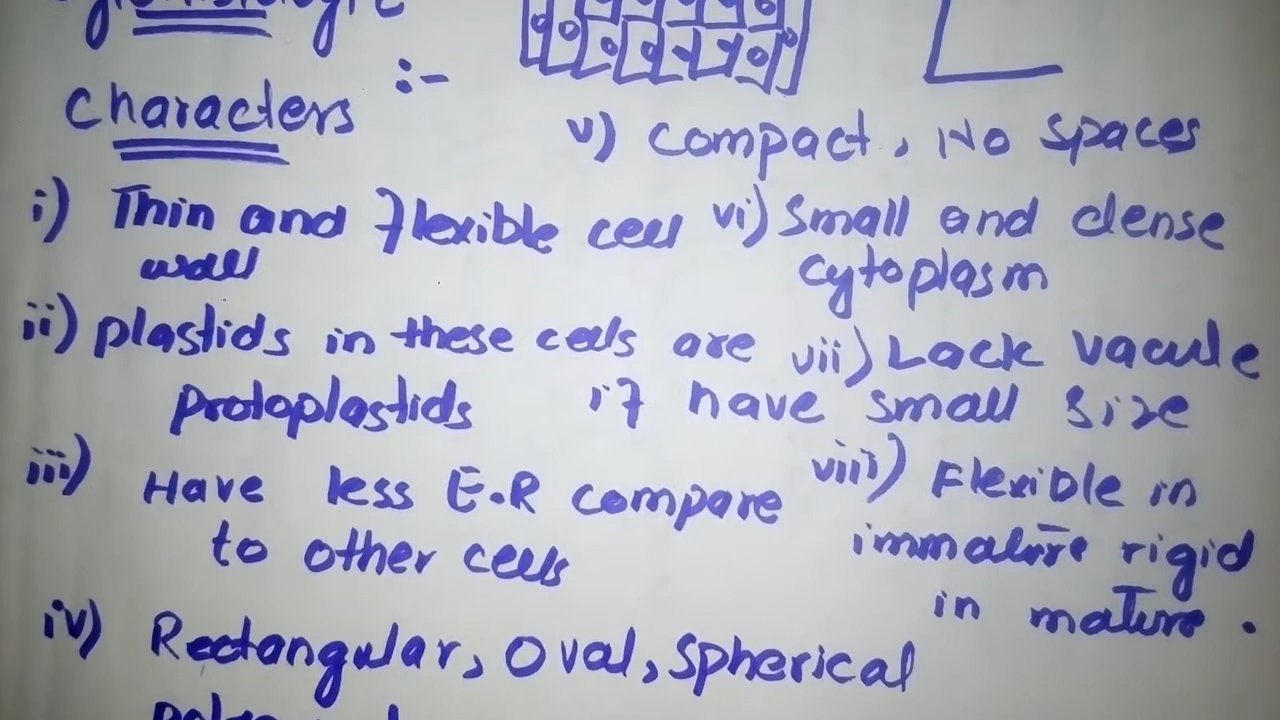 characters :-
i) Thin and flexible cell
wall
ii) plastids in these cells are
protoplastids
iii) Have less E.R compare
to other cells
iv) Rectangular, Oval, Spherical
v) Compact, No spaces
vi) Small and dense
cytoplasm
vii) Lack vacule
if have small size
viii) Flexible in
immature rigid
in mature.